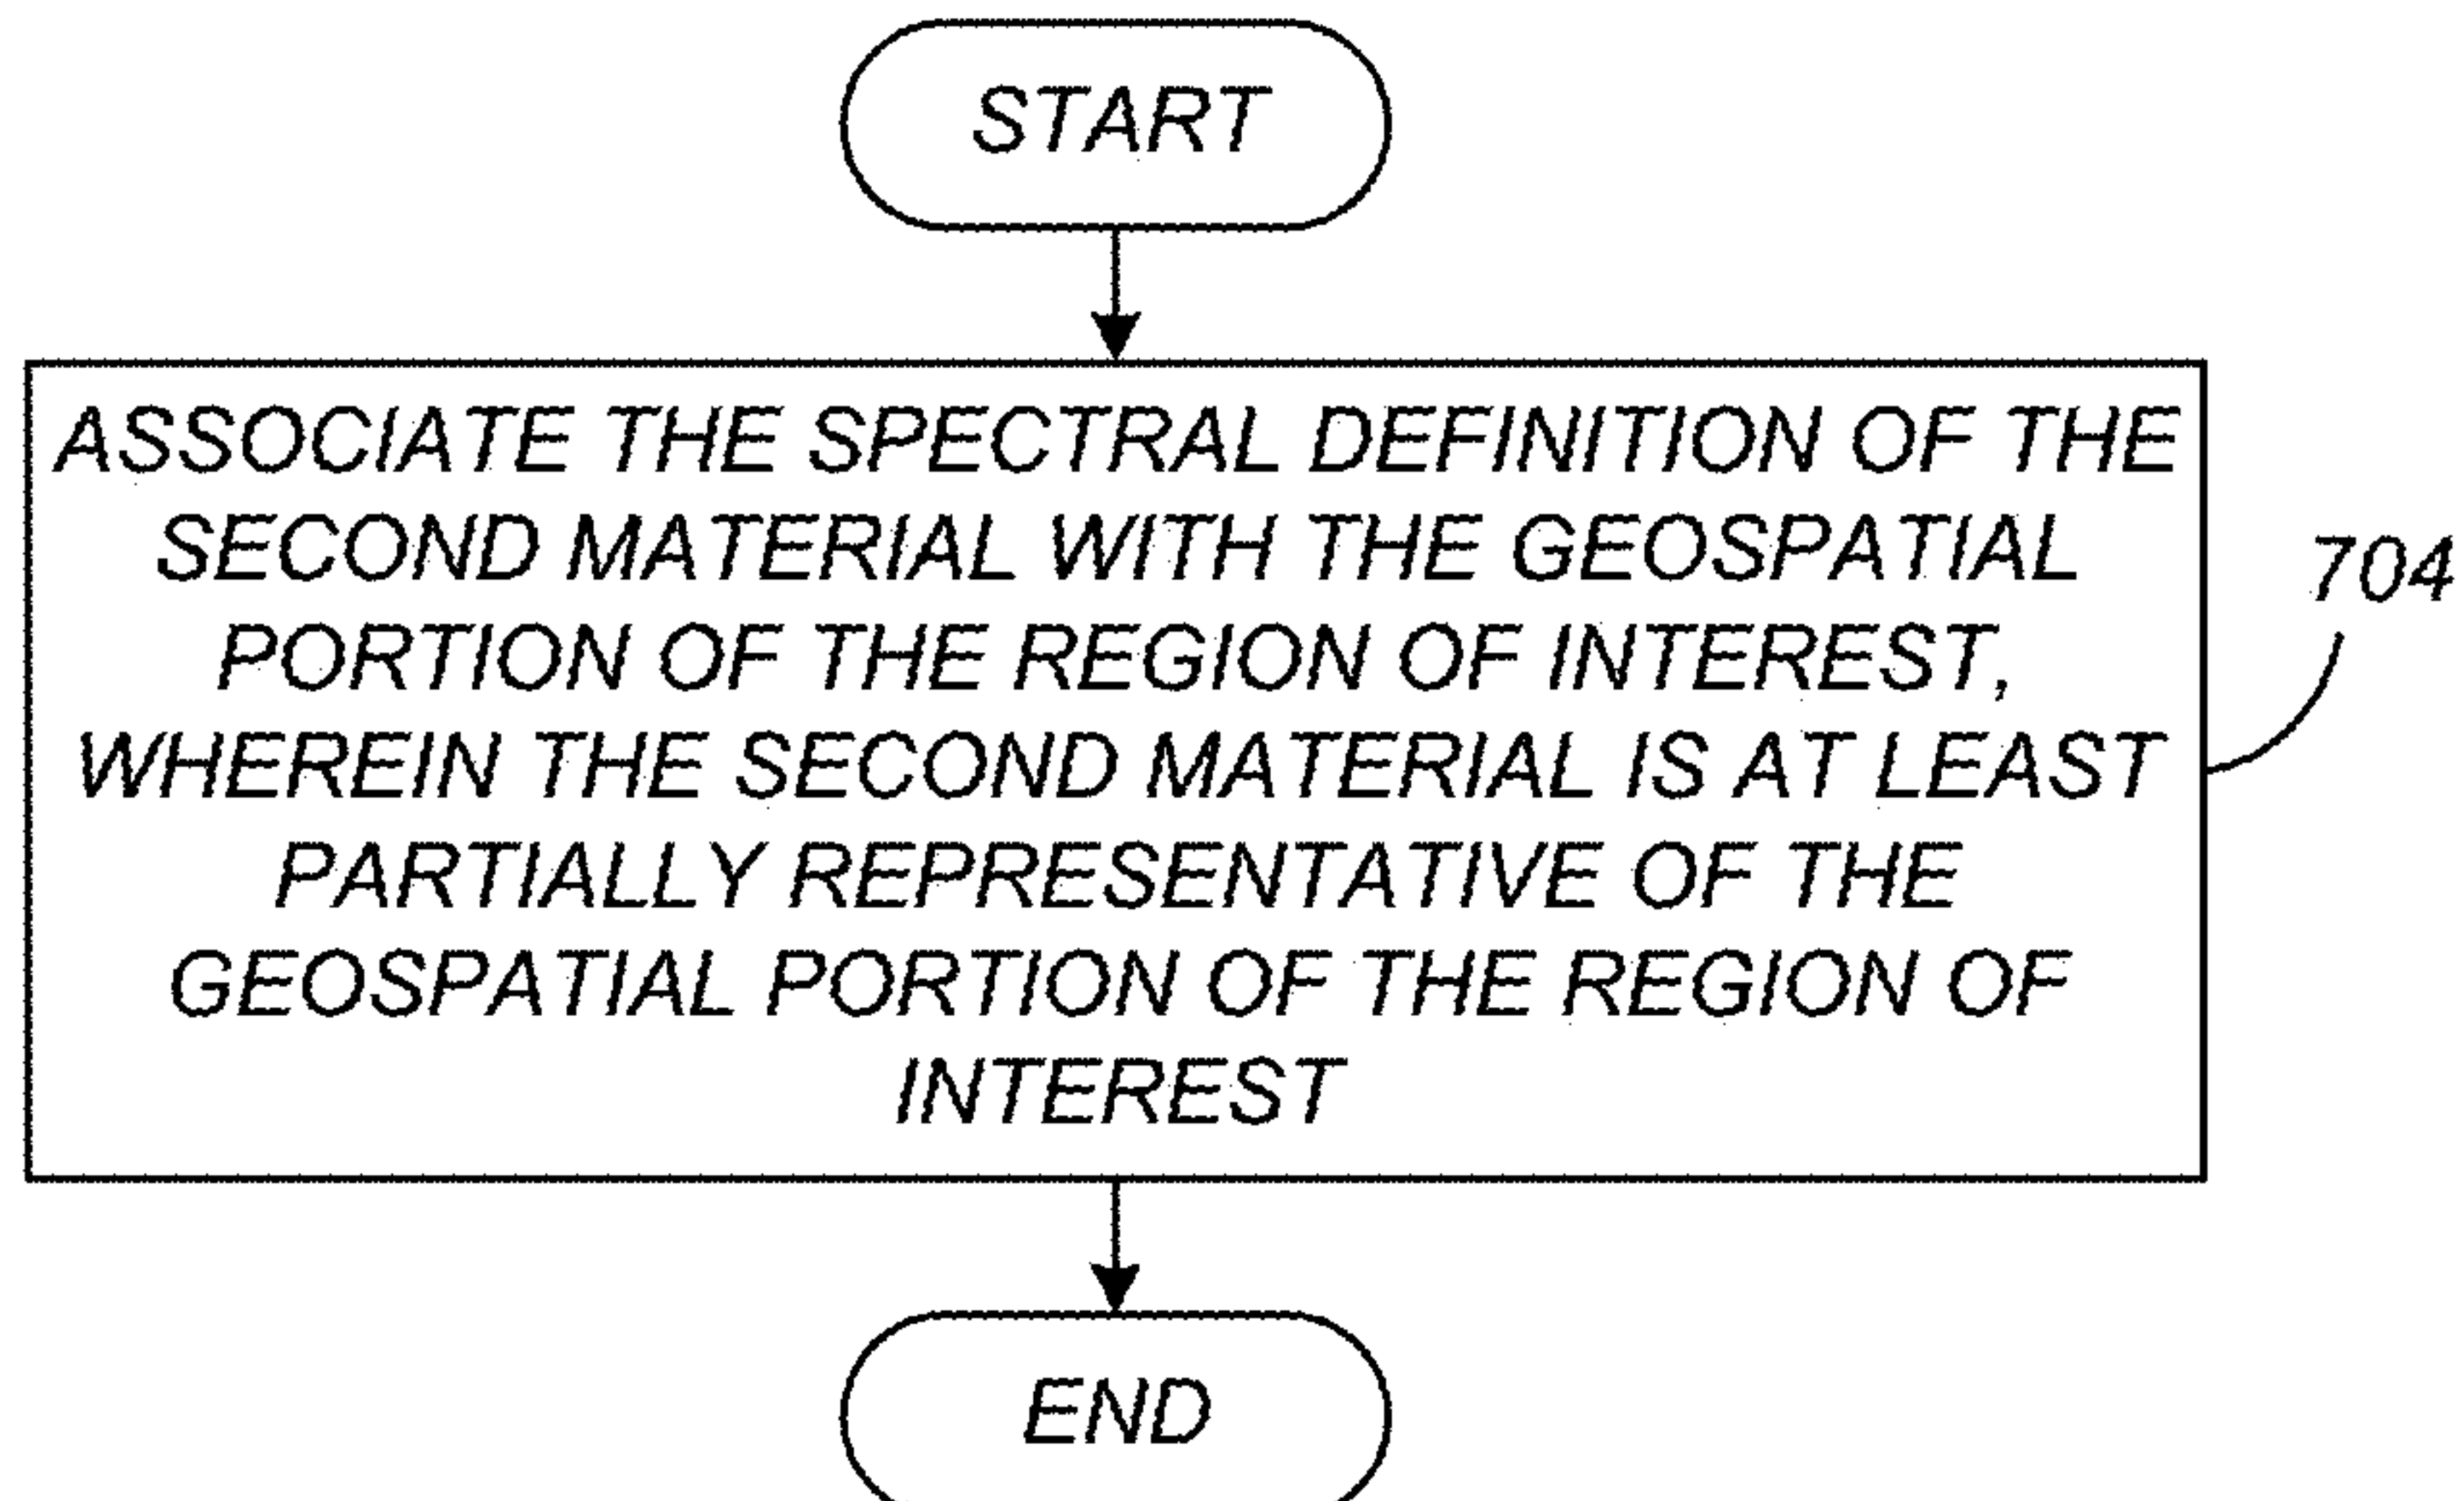 START
ASSOCIATE THE SPECTRAL DEFINITION OF THE
SECOND MATERIAL WITH THE GEOSPATIAL
PORTION OF THE REGION OF INTEREST,
WHEREIN THE SECOND MATERIAL IS AT LEAST
PARTIALLY REPRESENTATIVE OF THE
GEOSPATIAL PORTION OF THE REGION OF
INTEREST
704
END